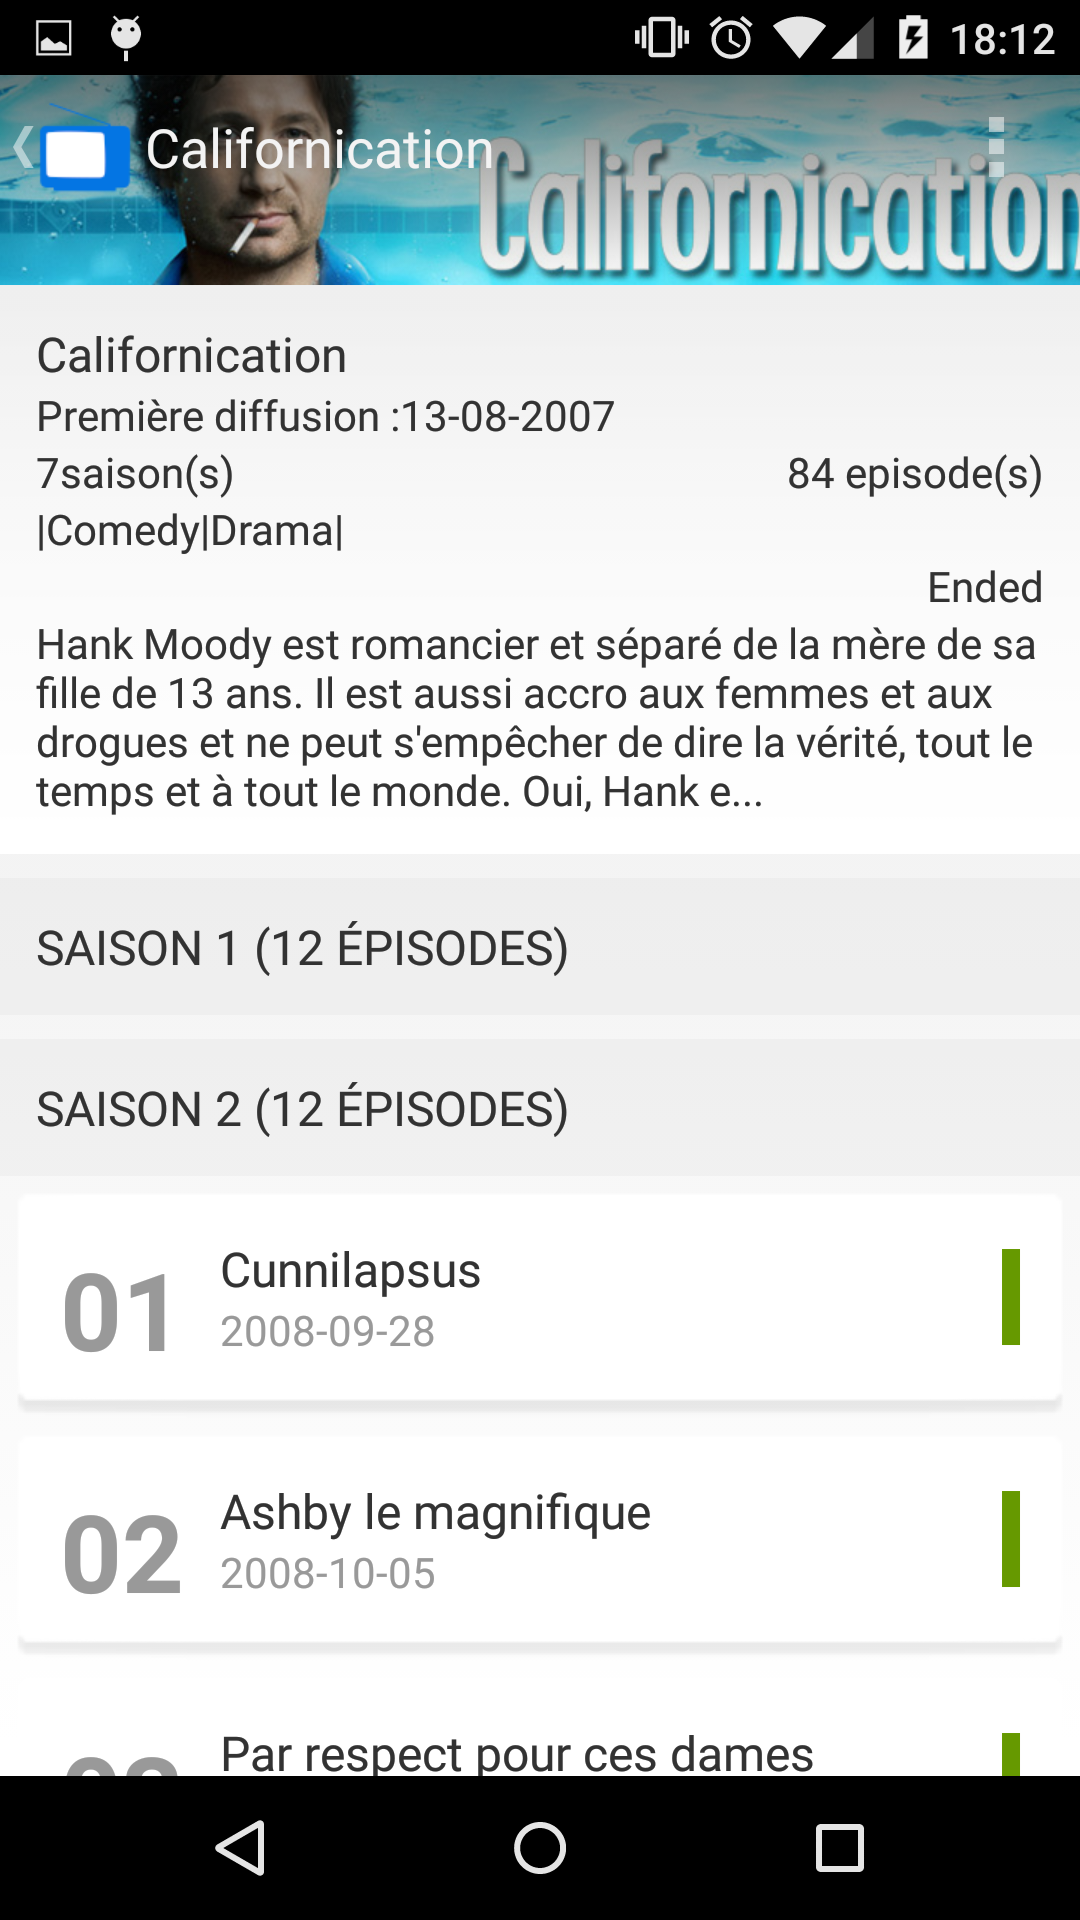 18:12
Californication
Californication
Californication
Première diffusion :13-08-2007
7saison(s) 84 episode(s)
|Comedy|Drama|
Ended
Hank Moody est romancier et séparé de la mère de sa
fille de 13 ans. Il est aussi accro aux femmes et aux
drogues et ne peut s'empêcher de dire la vérité, tout le
temps et à tout le monde. Oui, Hank e...
SAISON 1 (12 ÉPISODES)
SAISON 2 (12 ÉPISODES)
01 Cunnilapsus
2008-09-28
02 Ashby le magnifique
2008-10-05
03 Par respect pour ces dames